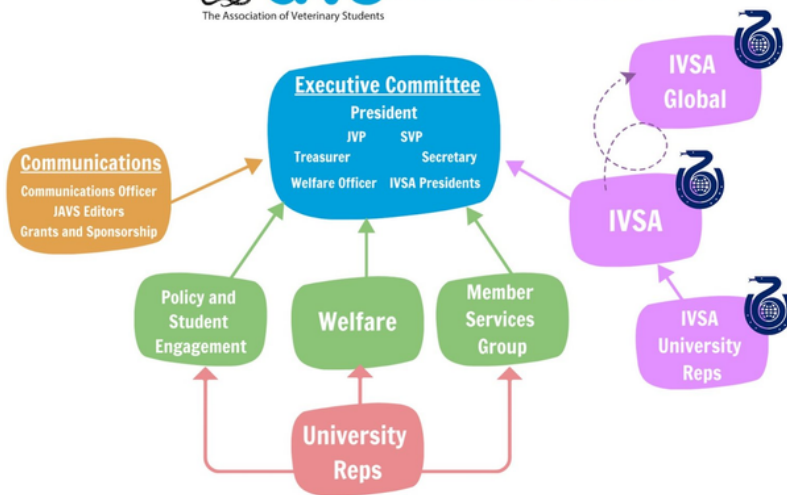 The Association of Veterinary Students
Executive Committee
President
JVP SVP
Treasurer Secretary
Welfare Officer IVSA Presidents
Communications
Communications Officer
JAVS Editors
Grants and Sponsorship
IVSA
Global
IVSA
IVSA
University
Reps
Policy and
Student
Engagement
Welfare
Member
Services
Group
University
Reps